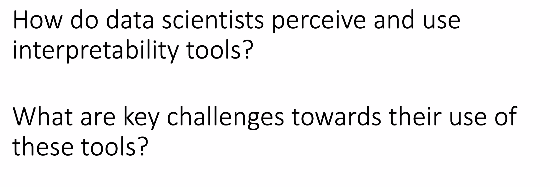 How do data scientists perceive and use
interpretability tools?
What are key challenges towards their use of
these tools?